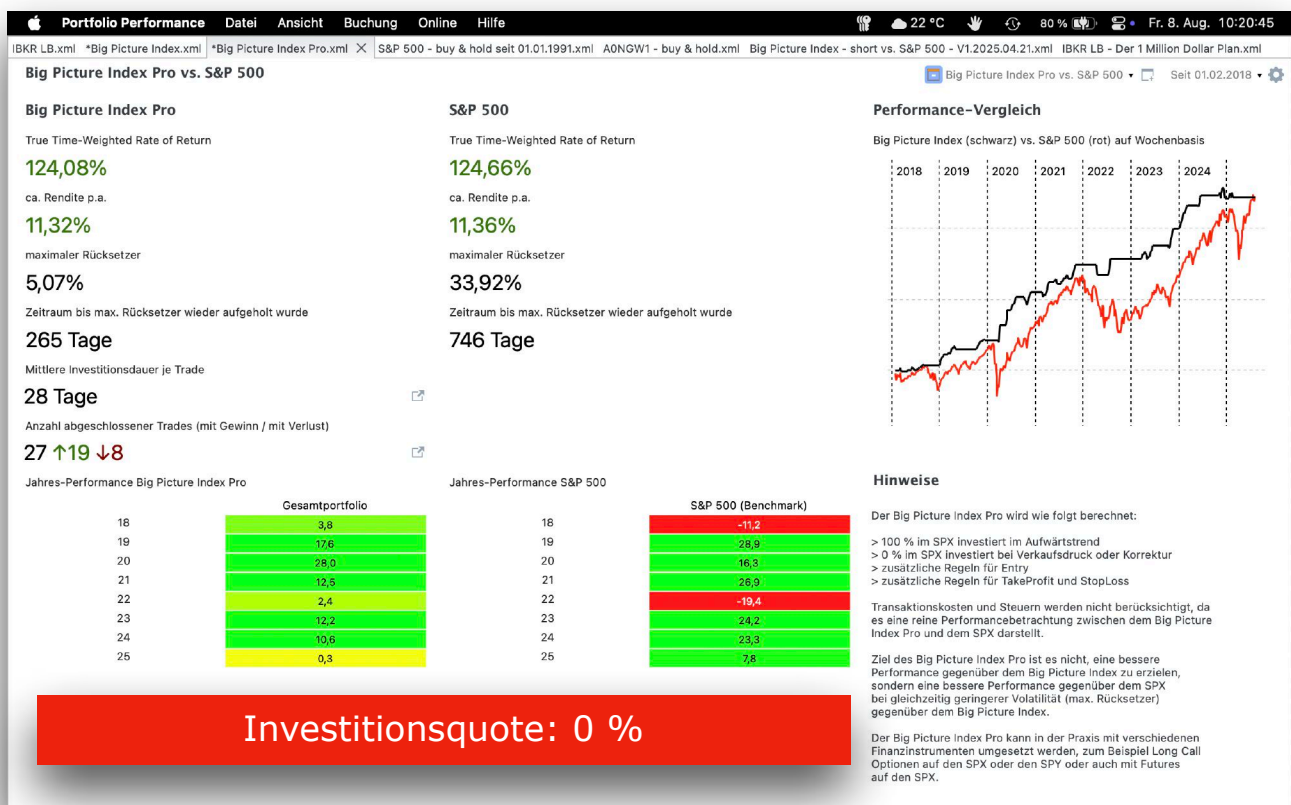 Portfolio Performance Datei Ansicht Buchung Online Hilfe 22 °C 80 % Fr. 8. Aug. 10:20:45
IBKR LB.xml *Big Picture Index.xml *Big Picture Index Pro.xml S&P 500 - buy & hold seit 01.01.1991.xml A0NGW1 - buy & hold.xml Big Picture Index - short vs. S&P 500 - V1.2025.04.21.xml IBKR LB - Der 1 Million Dollar Plan.xml
Big Picture Index Pro vs. S&P 500
Big Picture Index Pro vs. S&P 500 Seit 01.02.2018
Big Picture Index Pro
True Time-Weighted Rate of Return
124,08%
ca. Rendite p.a.
11,32%
maximaler Rücksetzer
5,07%
Zeitraum bis max. Rücksetzer wieder aufgeholt wurde
265 Tage
Mittlere Investitionsdauer je Trade
28 Tage
Anzahl abgeschlossener Trades (mit Gewinn / mit Verlust)
27 ↑19 ↓8
S&P 500
True Time-Weighted Rate of Return
124,66%
ca. Rendite p.a.
11,36%
maximaler Rücksetzer
33,92%
Zeitraum bis max. Rücksetzer wieder aufgeholt wurde
746 Tage
Performance-Vergleich
Big Picture Index (schwarz) vs. S&P 500 (rot) auf Wochenbasis
2018 2019 2020 2021 2022 2023 2024
Jahres-Performance Big Picture Index Pro
Gesamtportfolio
18 3,8
19 17,6
20 28,0
21 12,5
22 2,4
23 12,2
24 10,6
25 0,3
Jahres-Performance S&P 500
S&P 500 (Benchmark)
18 -11,2
19 28,9
20 16,3
21 26,9
22 -19,4
23 24,2
24 23,3
25 7,8
Hinweise
Der Big Picture Index Pro wird wie folgt berechnet:
> 100 % im SPX investiert im Aufwärtstrend
> 0 % im SPX investiert bei Verkaufsdruck oder Korrektur
> zusätzliche Regeln für Entry
> zusätzliche Regeln für TakeProfit und StopLoss
Transaktionskosten und Steuern werden nicht berücksichtigt, da
es eine reine Performancebetrachtung zwischen dem Big Picture
Index Pro und dem SPX darstellt.
Ziel des Big Picture Index Pro ist es nicht, eine bessere
Performance gegenüber dem Big Picture Index zu erzielen,
sondern eine bessere Performance gegenüber dem SPX
bei gleichzeitig geringerer Volatilität (max. Rücksetzer)
gegenüber dem Big Picture Index.
Der Big Picture Index Pro kann in der Praxis mit verschiedenen
Finanzinstrumenten umgesetzt werden, zum Beispiel Long Call
Optionen auf den SPX oder den SPY oder auch mit Futures
auf den SPX.
Investitionsquote: 0 %